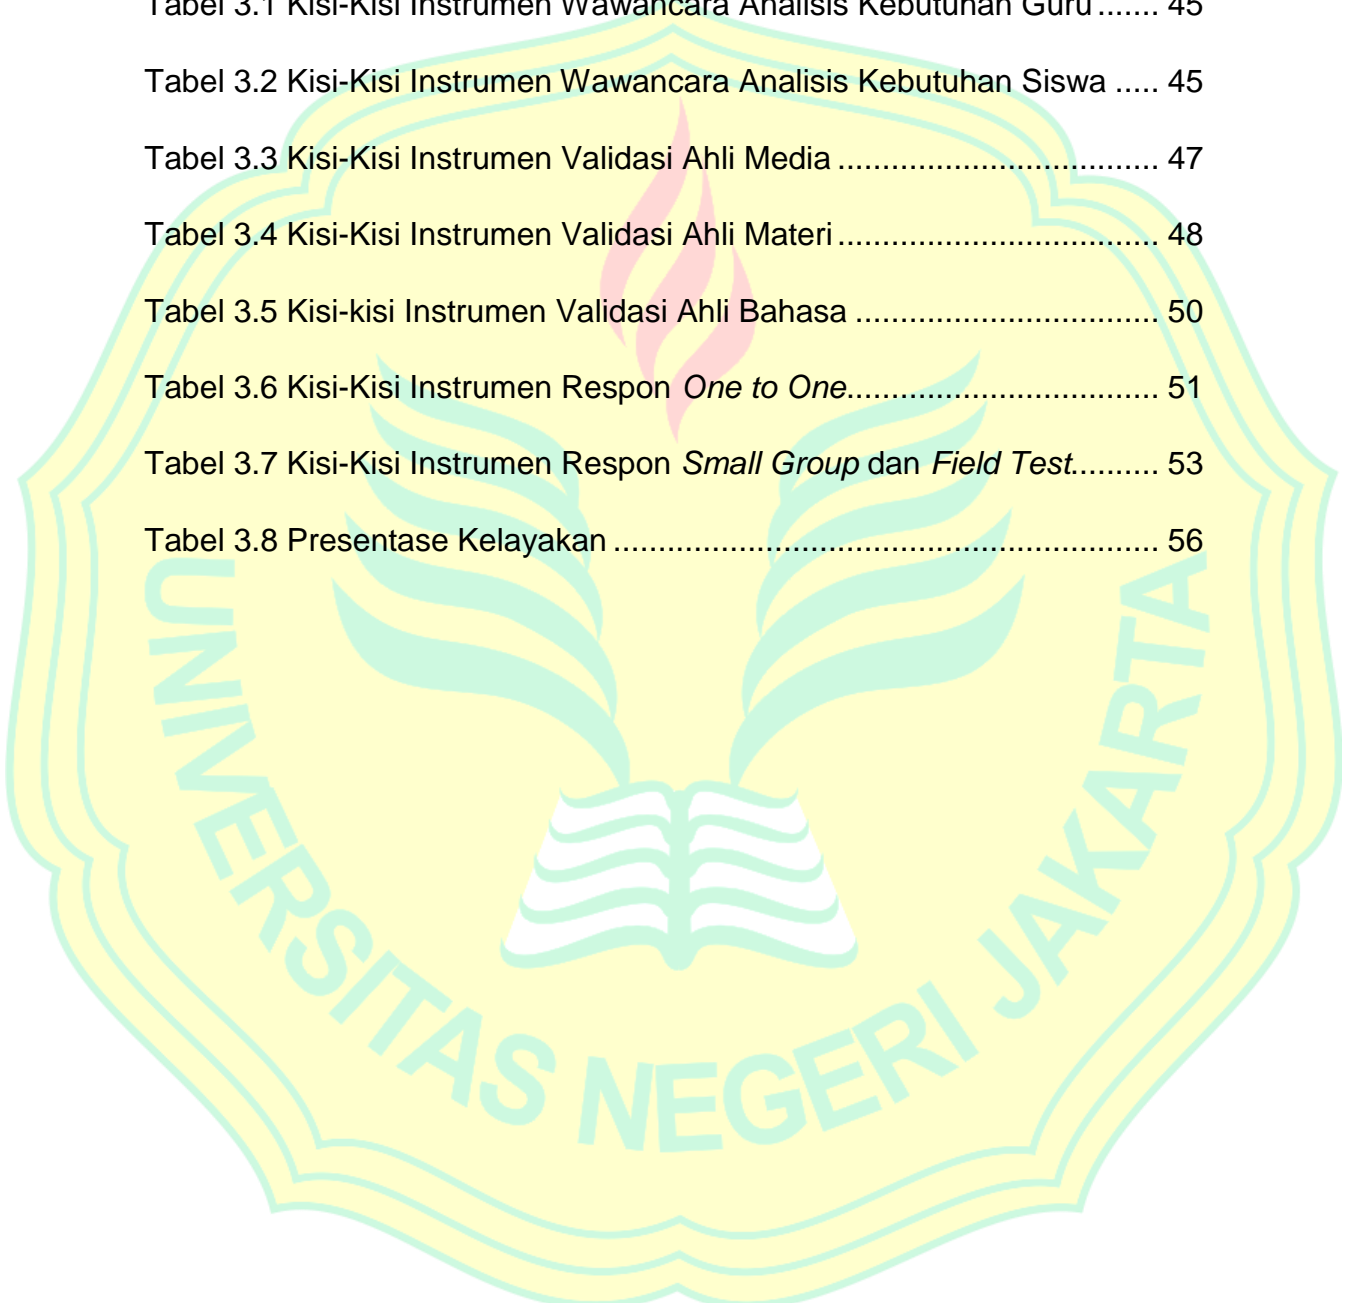 Tabel 3.1 Kisi-Kisi Instrumen Wawancara Analisis Kebutuhan Guru ....... 45
Tabel 3.2 Kisi-Kisi Instrumen Wawancara Analisis Kebutuhan Siswa ..... 45
Tabel 3.3 Kisi-Kisi Instrumen Validasi Ahli Media .................................... 47
Tabel 3.4 Kisi-Kisi Instrumen Validasi Ahli Materi .................................... 48
Tabel 3.5 Kisi-kisi Instrumen Validasi Ahli Bahasa .................................. 50
Tabel 3.6 Kisi-Kisi Instrumen Respon One to One................................... 51
Tabel 3.7 Kisi-Kisi Instrumen Respon Small Group dan Field Test.......... 53
Tabel 3.8 Presentase Kelayakan ............................................................. 56
UNIVERSITAS NEGERI JAKARTA